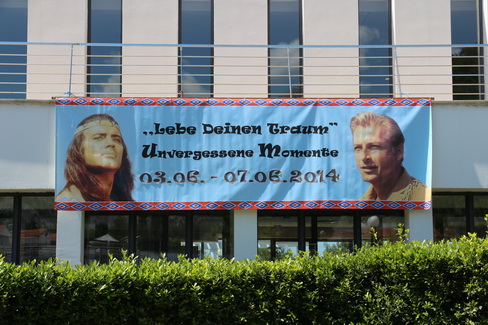 „Lebe Deinen Traum"
Unvergessene Momente
03.06. - 07.06.2014